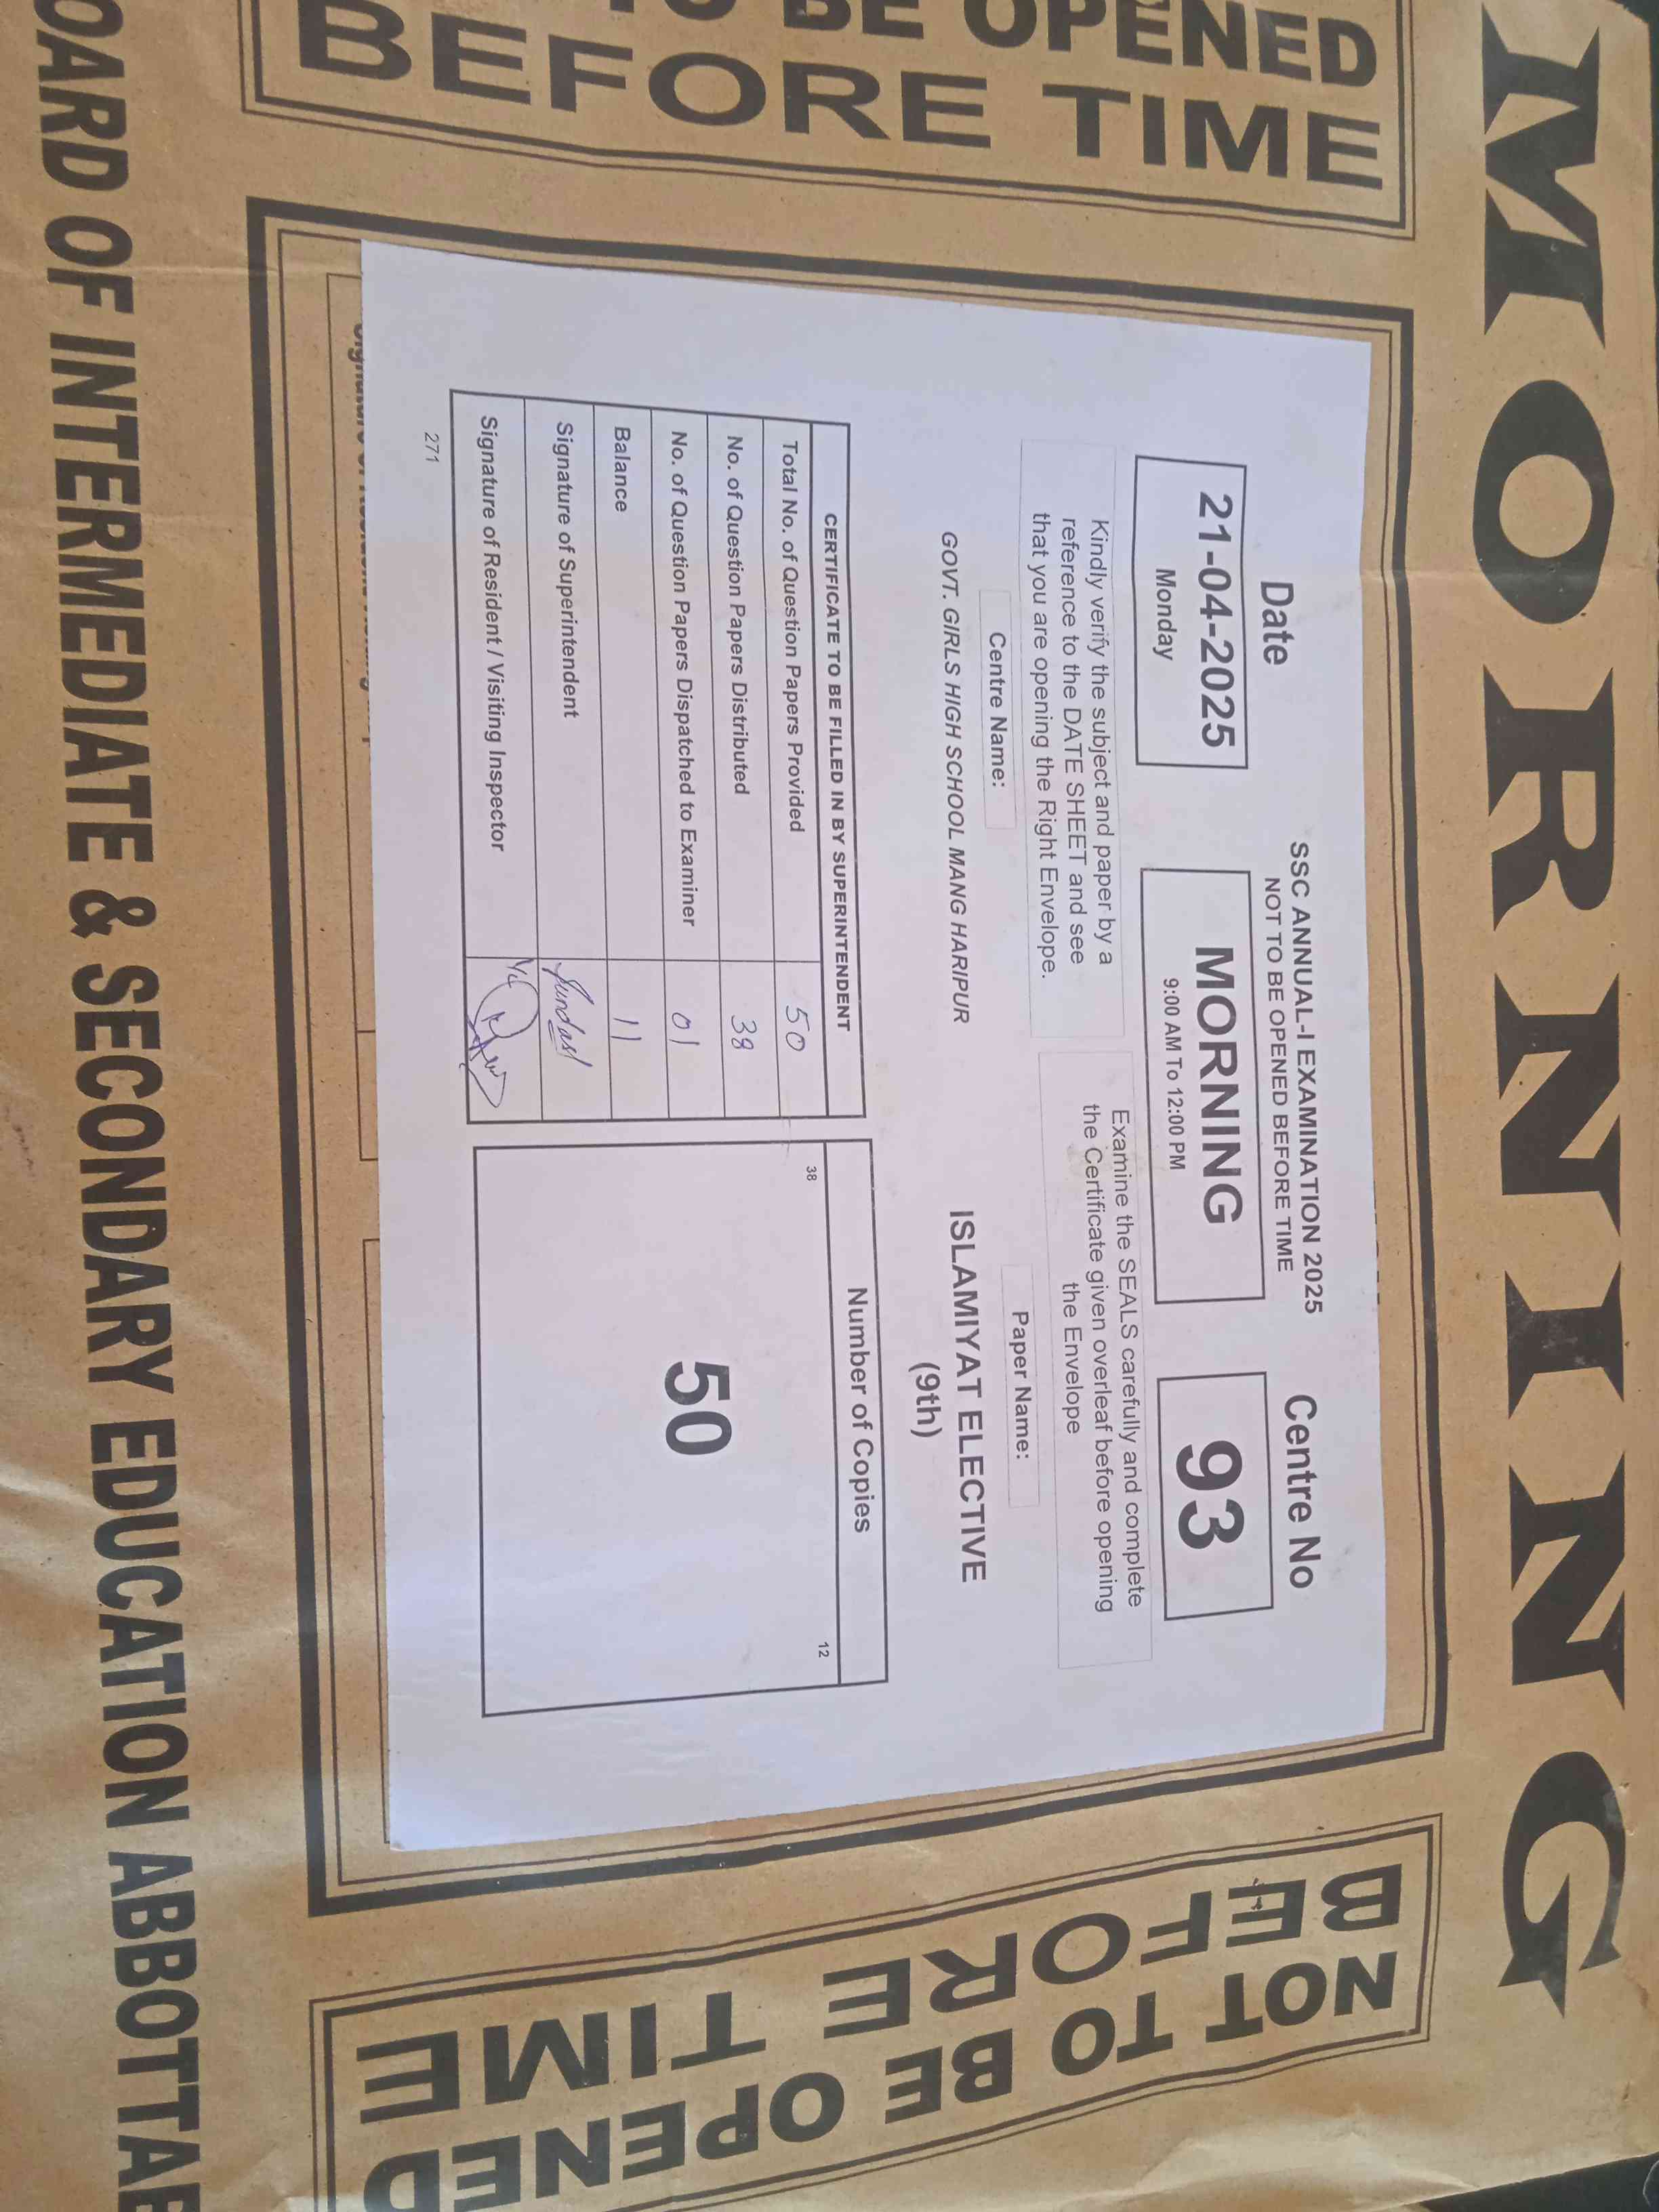 MORNING
TO BE OPENED
BEFORE TIME
SSC ANNUAL-I EXAMINATION 2025
NOT TO BE OPENED BEFORE TIME
Date
21-04-2025
Monday
MORNING
9:00 AM To 12:00 PM
Centre No
93
Kindly verify the subject and paper by a
reference to the DATE SHEET and see
that you are opening the Right Envelope.
Examine the SEALS carefully and complete
the Certificate given overleaf before opening
the Envelope
Centre Name:
Paper Name:
GOVT. GIRLS HIGH SCHOOL MANG HARIPUR
ISLAMIYAT ELECTIVE
(9th)
CERTIFICATE TO BE FILLED IN BY SUPERINTENDENT
Total No. of Question Papers Provided 50
No. of Question Papers Distributed 38
No. of Question Papers Dispatched to Examiner 01
Balance 11
Signature of Superintendent
Signature of Resident / Visiting Inspector
271
Number of Copies
38 12
50
NOT TO BE OPENED
BEFORE TIME
OARD OF INTERMEDIATE & SECONDARY EDUCATION ABBOTTAB